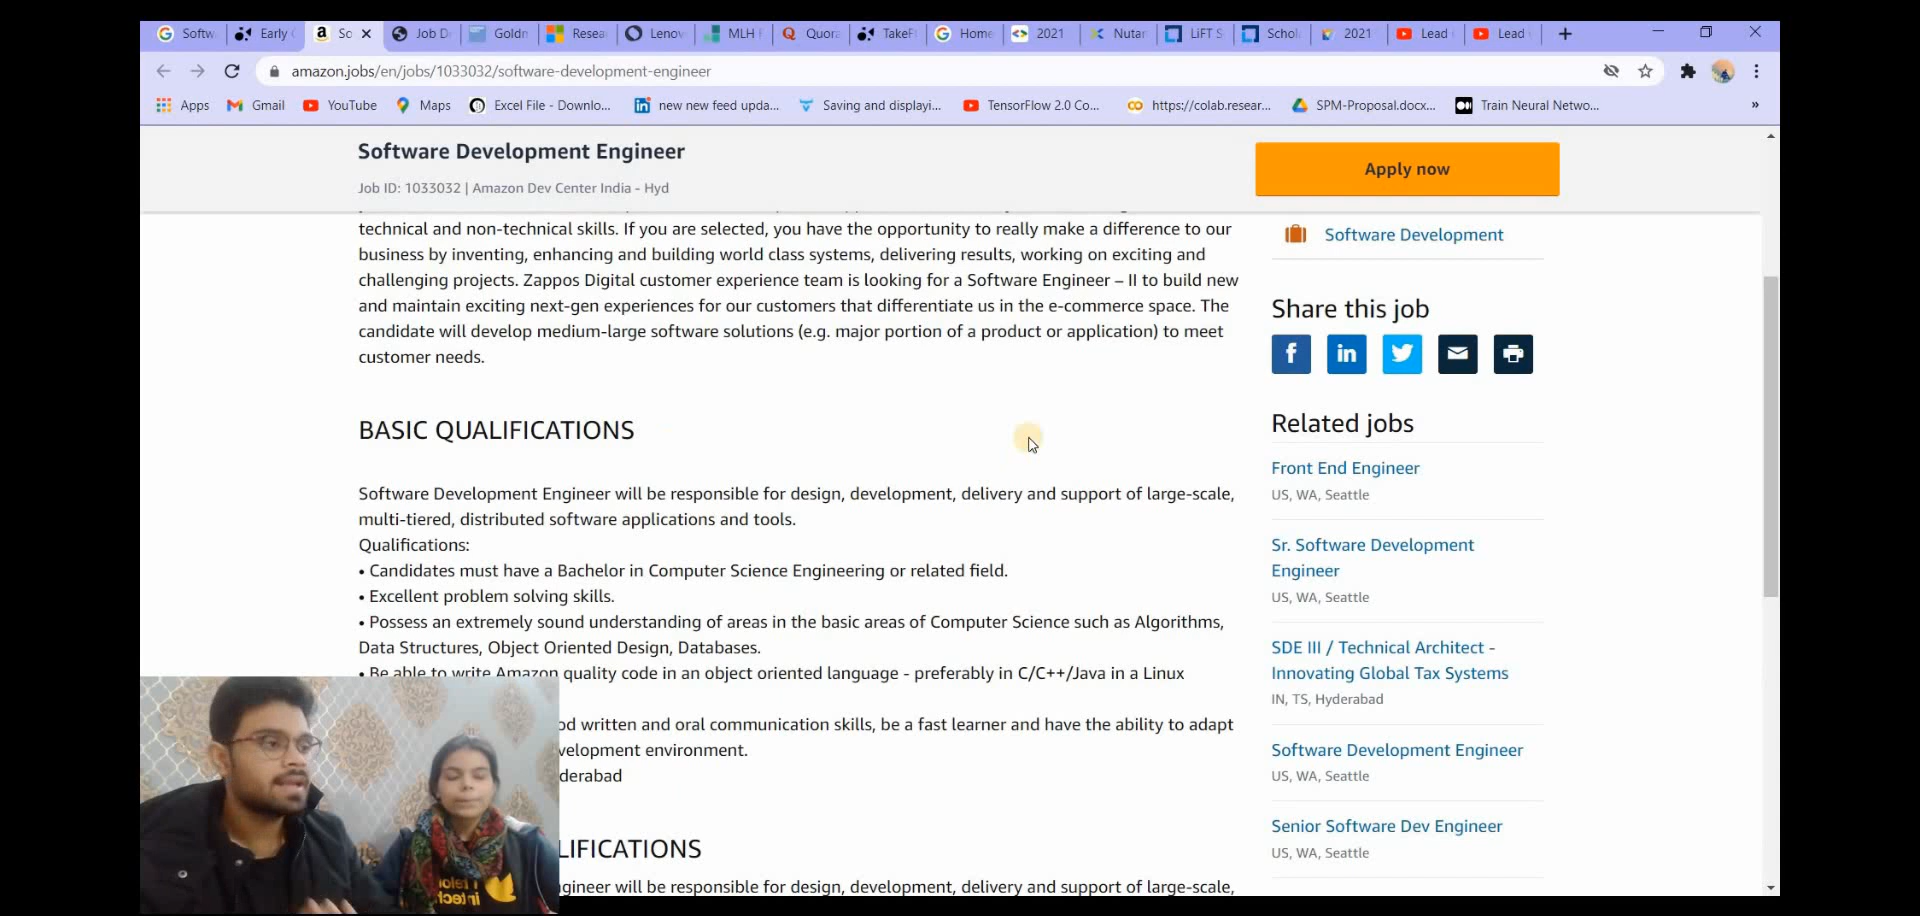 Softw
Early
So
Job D
Goldn
Resea
Lenov
MLH
Quora
TakeF
Home
2021
Nutan
LiFT S
Schol
2021
Lead
Lead
amazon.jobs/en/jobs/1033032/software-development-engineer
Apps
Gmail
YouTube
Maps
Excel File - Downlo...
new new feed upda...
Saving and displayi...
TensorFlow 2.0 Co...
https://colab.resear...
SPM-Proposal.docx...
Train Neural Netwo...
»
Software Development Engineer
Job ID: 1033032 | Amazon Dev Center India - Hyd
Apply now
technical and non-technical skills. If you are selected, you have the opportunity to really make a difference to our
business by inventing, enhancing and building world class systems, delivering results, working on exciting and
challenging projects. Zappos Digital customer experience team is looking for a Software Engineer – II to build new
and maintain exciting next-gen experiences for our customers that differentiate us in the e-commerce space. The
candidate will develop medium-large software solutions (e.g. major portion of a product or application) to meet
customer needs.
BASIC QUALIFICATIONS
Software Development Engineer will be responsible for design, development, delivery and support of large-scale,
multi-tiered, distributed software applications and tools.
Qualifications:
• Candidates must have a Bachelor in Computer Science Engineering or related field.
• Excellent problem solving skills.
• Possess an extremely sound understanding of areas in the basic areas of Computer Science such as Algorithms,
Data Structures, Object Oriented Design, Databases.
• Be able to write Amazon quality code in an object oriented language - preferably in C/C++/Java in a Linux
od written and oral communication skills, be a fast learner and have the ability to adapt
velopment environment.
derabad
LIFICATIONS
gineer will be responsible for design, development, delivery and support of large-scale,
Software Development
Share this job
Related jobs
Front End Engineer
US, WA, Seattle
Sr. Software Development
Engineer
US, WA, Seattle
SDE III / Technical Architect -
Innovating Global Tax Systems
IN, TS, Hyderabad
Software Development Engineer
US, WA, Seattle
Senior Software Dev Engineer
US, WA, Seattle